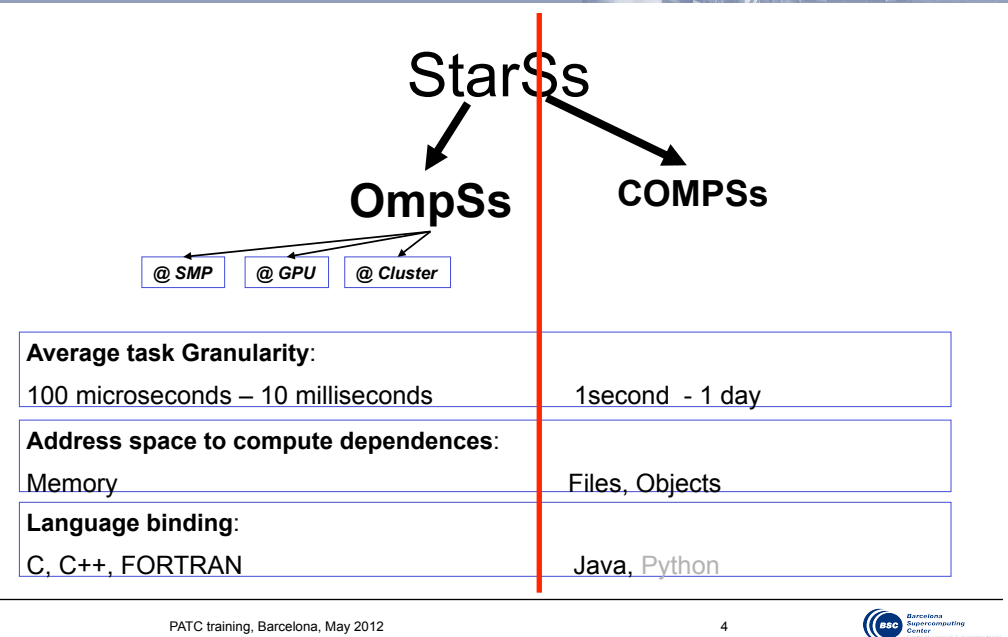 StarSs
OmpSs
COMPSs
@ SMP
@ GPU
@ Cluster
Average task Granularity:
100 microseconds – 10 milliseconds 1second - 1 day
Address space to compute dependences:
Memory Files, Objects
Language binding:
C, C++, FORTRAN Java, Python
PATC training, Barcelona, May 2012 4
BSC
Barcelona
Supercomputing
Center